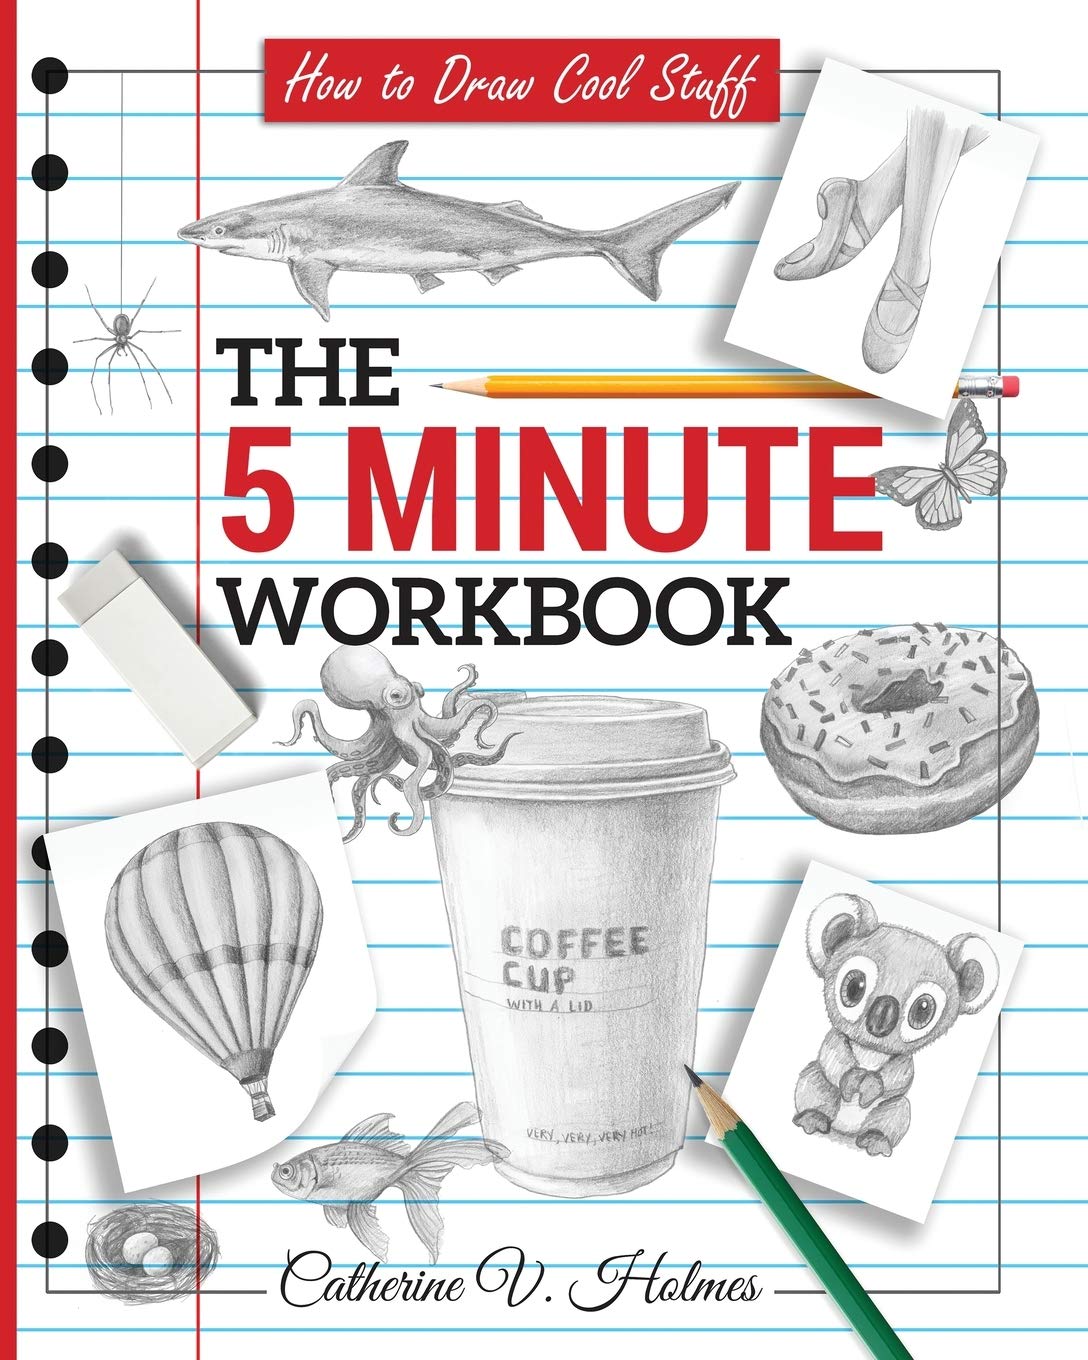 How to Draw Cool Stuff
THE
5 MINUTE
WORKBOOK
COFFEE
CUP
WITH A LID
VERY, VERY, VERY HOT!
Catherine V. Holmes